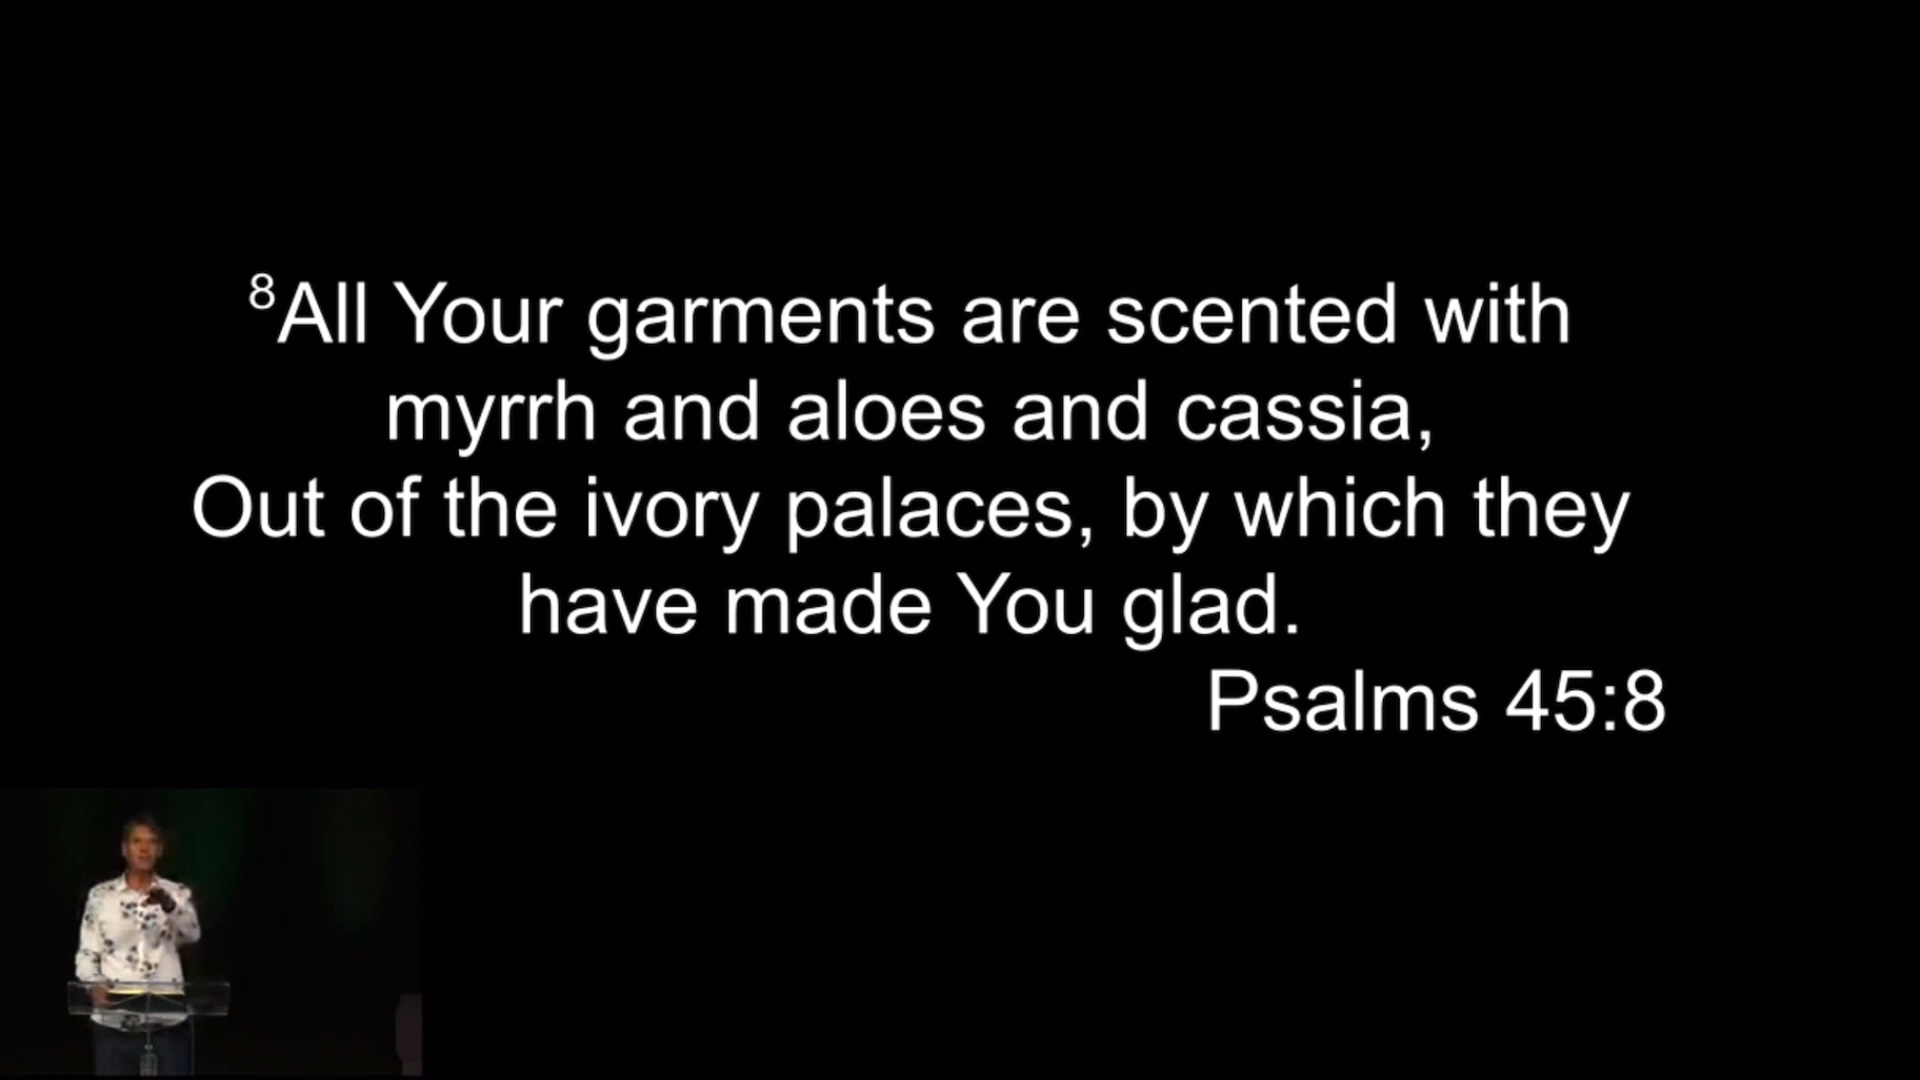 ⁸All Your garments are scented with
myrrh and aloes and cassia,
Out of the ivory palaces, by which they
have made You glad.
Psalms 45:8